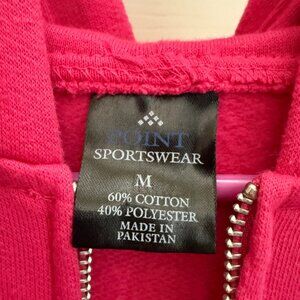 POINT
SPORTSWEAR
M
60% COTTON
40% POLYESTER
MADE IN
PAKISTAN